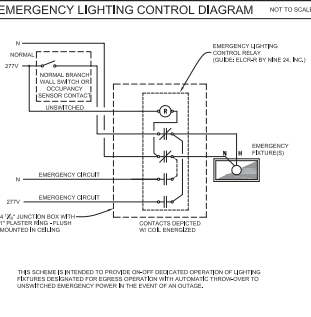 EMERGENCY LIGHTING CONTROL DIAGRAM
NOT TO SCALE
N
NORMAL
277V
NORMAL BRANCH
WALL SWITCH OR
OCCUPANCY
SENSOR CONTACT
UNSWITCHED
EMERGENCY LIGHTING
CONTROL RELAY
(GUIDE: ELCR-R BY NINE 24, INC.)
R
N H
EMERGENCY
FIXTURE(S)
EMERGENCY CIRCUIT
N
EMERGENCY CIRCUIT
277V
JUNCTION BOX WITH
1" PLASTER RING - FLUSH
MOUNTED IN CEILING
CONTACTS DEPICTED
W/ COIL ENERGIZED
THIS SCHEME IS INTENDED TO PROVIDE ON-OFF DEDICATED OPERATION OF LIGHTING
FIXTURES DESIGNATED FOR EGRESS OPERATION WITH AUTOMATIC THROW-OVER TO
UNSWITCHED EMERGENCY POWER IN THE EVENT OF AN OUTAGE.